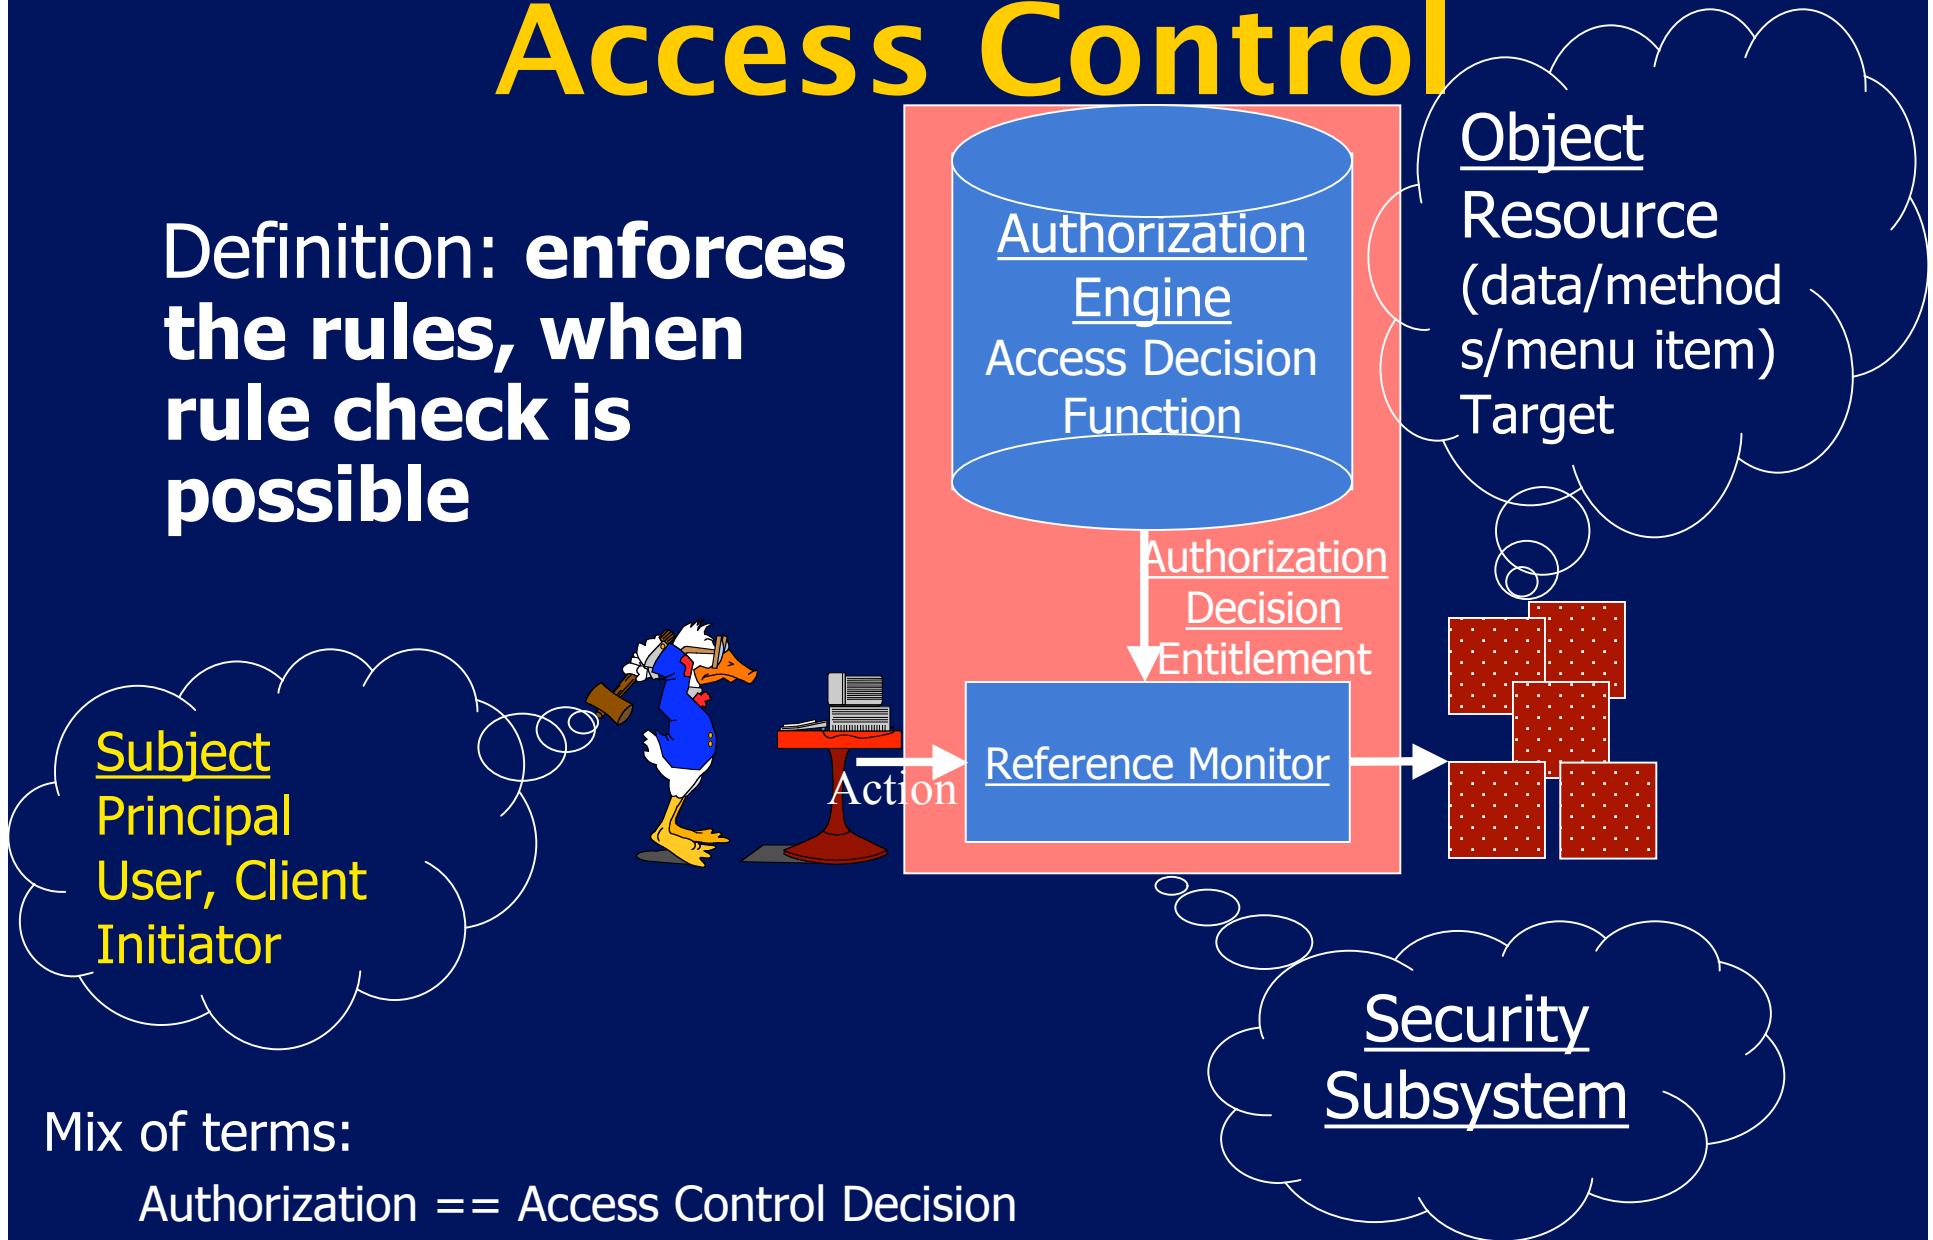 Access Control
Definition: enforces
the rules, when
rule check is
possible
Authorization
Engine
Access Decision
Function
Object
Resource
(data/method
s/menu item)
Target
Authorization
Decision
Entitlement
Subject
Principal
User, Client
Initiator
Action
Reference Monitor
Security
Subsystem
Mix of terms:
Authorization == Access Control Decision